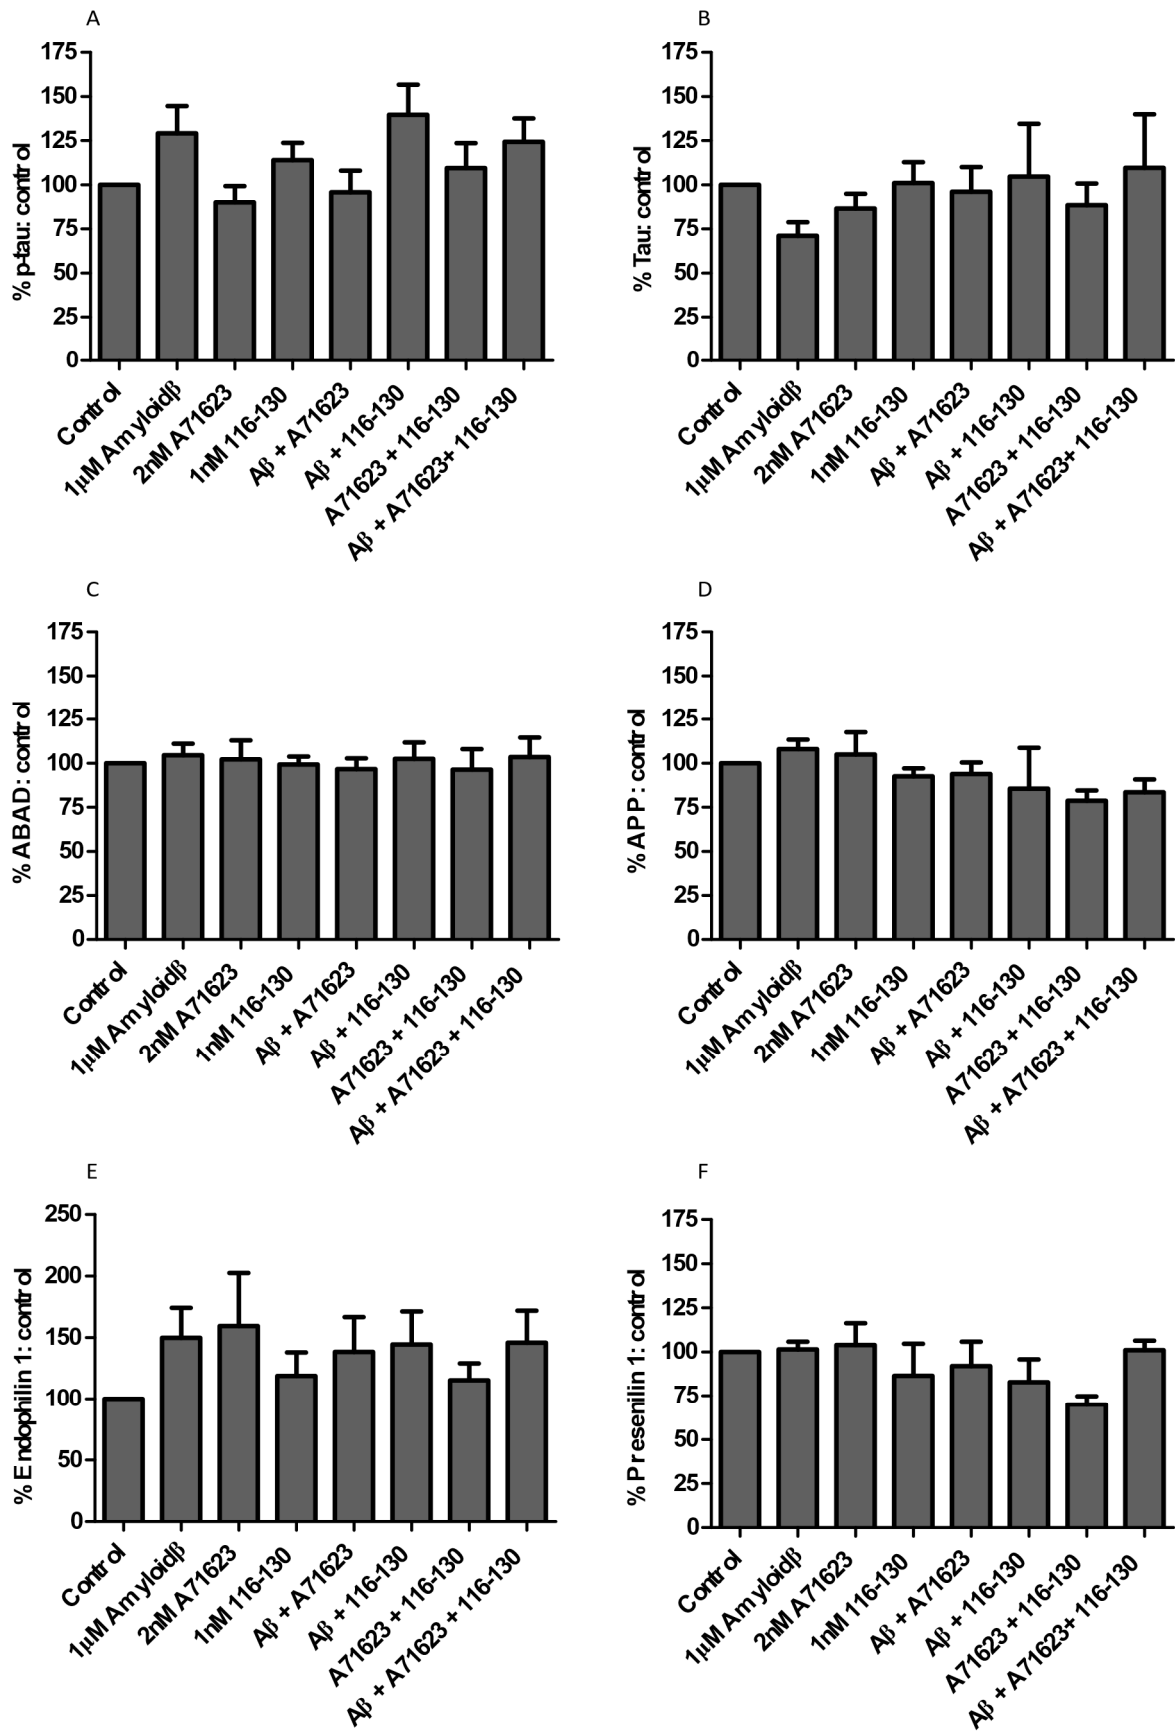 A
175
150
125
100
75
50
25
0
% p-tau: control
Control
1µM Amyloidβ
2nM A71623
1nM 116-130
Aβ + A71623
Aβ + 116-130
A71623 + 116-130
Aβ + A71623+ 116-130
B
175
150
125
100
75
50
25
0
% Tau: control
Control
1µM Amyloidβ
2nM A71623
1nM 116-130
Aβ + A71623
Aβ + 116-130
A71623 + 116-130
Aβ + A71623+ 116-130
C
175
150
125
100
75
50
25
0
% ABAD: control
Control
1µM Amyloidβ
2nM A71623
1nM 116-130
Aβ + A71623
Aβ + 116-130
A71623 + 116-130
Aβ + A71623 + 116-130
D
175
150
125
100
75
50
25
0
% APP: control
Control
1µM Amyloidβ
2nM A71623
1nM 116-130
Aβ + A71623
Aβ + 116-130
A71623 + 116-130
Aβ + A71623 + 116-130
E
250
200
150
100
50
0
% Endophilin 1: control
Control
1µM Amyloidβ
2nM A71623
1nM 116-130
Aβ + A71623
Aβ + 116-130
A71623 + 116-130
Aβ + A71623 + 116-130
F
175
150
125
100
75
50
25
0
% Presenilin 1: control
Control
1µM Amyloidβ
2nM A71623
1nM 116-130
Aβ + A71623
Aβ + 116-130
A71623 + 116-130
Aβ + A71623+ 116-130